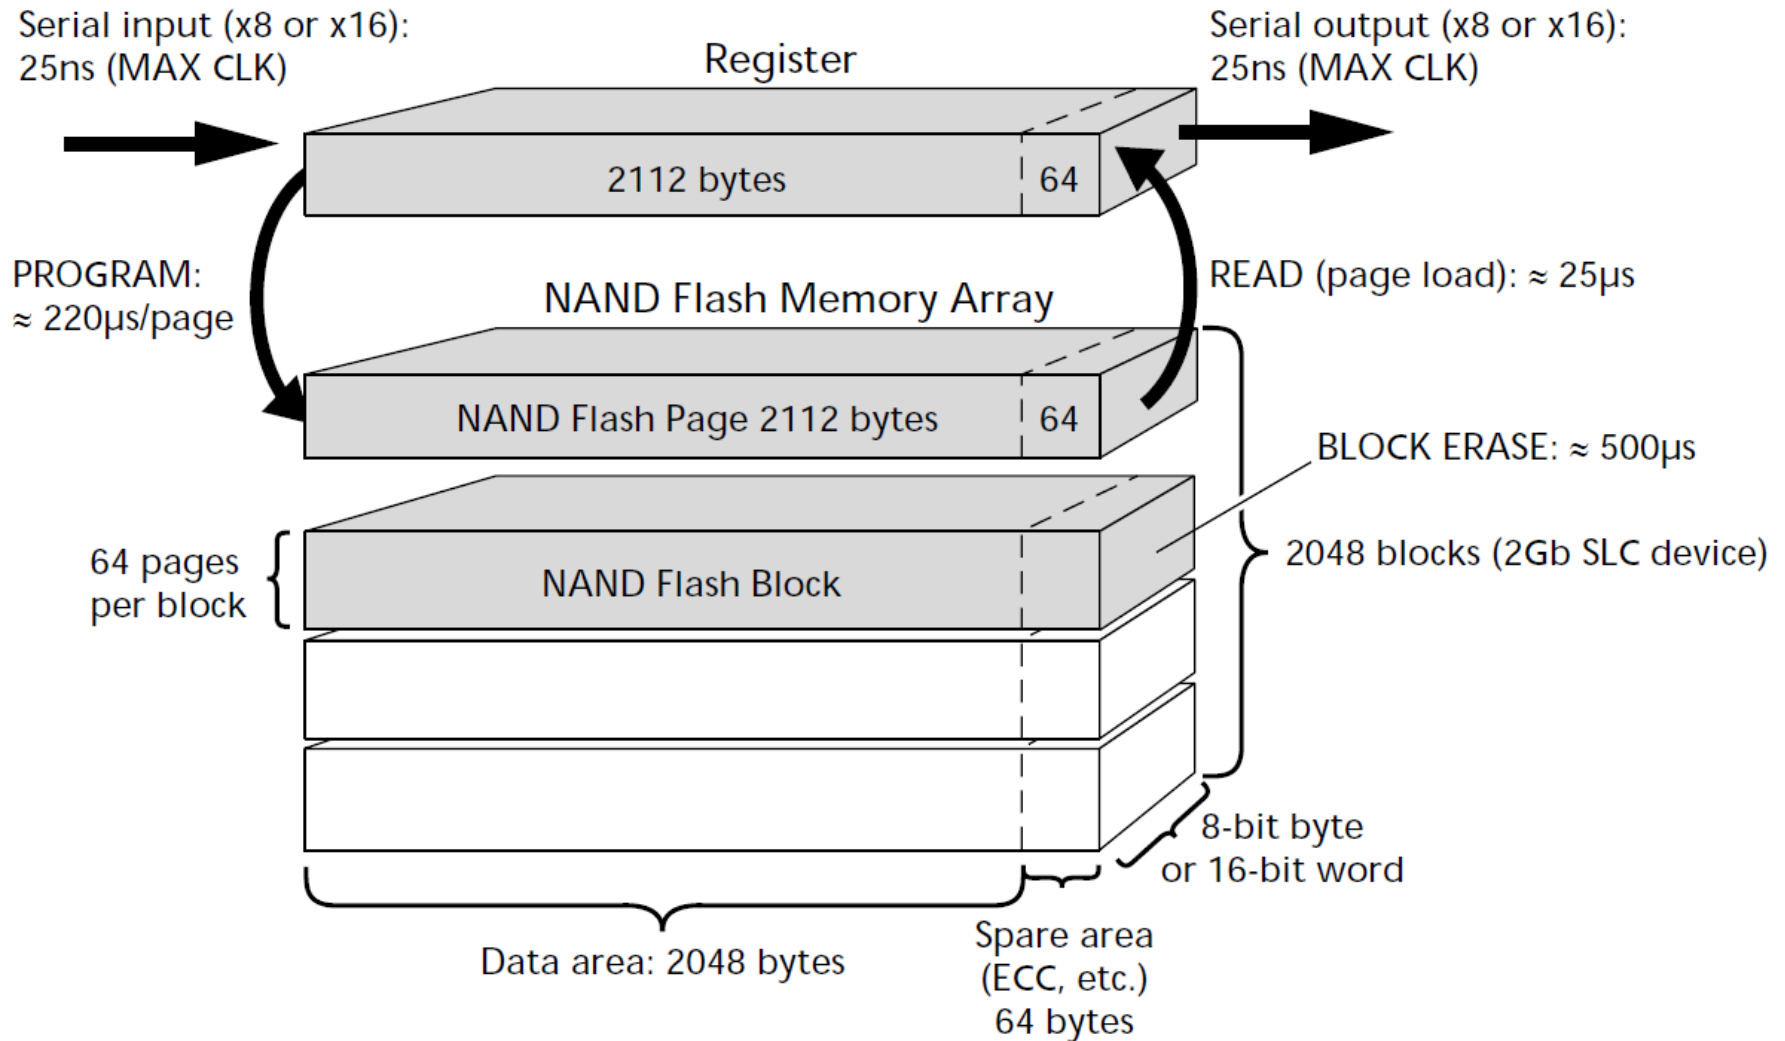 Serial input (x8 or x16):
25ns (MAX CLK)
Register
Serial output (x8 or x16):
25ns (MAX CLK)
2112 bytes
64
PROGRAM:
≈ 220µs/page
NAND Flash Memory Array
READ (page load): ≈ 25µs
NAND Flash Page 2112 bytes
64
BLOCK ERASE: ≈ 500µs
64 pages
per block
NAND Flash Block
2048 blocks (2Gb SLC device)
8-bit byte
or 16-bit word
Data area: 2048 bytes
Spare area
(ECC, etc.)
64 bytes